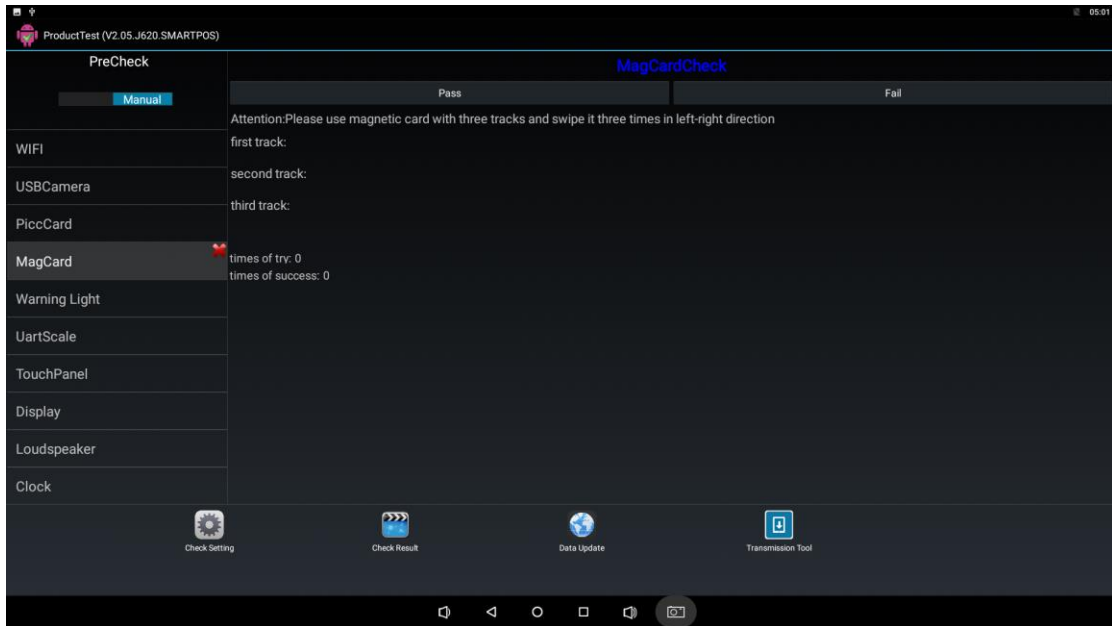 05:01
ProductTest (V2.05.J620.SMARTPOS)
PreCheck
Manual
WIFI
USBCamera
PiccCard
MagCard
Warning Light
UartScale
TouchPanel
Display
Loudspeaker
Clock
MagCardCheck
Pass
Fail
Attention:Please use magnetic card with three tracks and swipe it three times in left-right direction
first track:
second track:
third track:
times of try: 0
times of success: 0
Check Setting
Check Result
Data Update
Transmission Tool